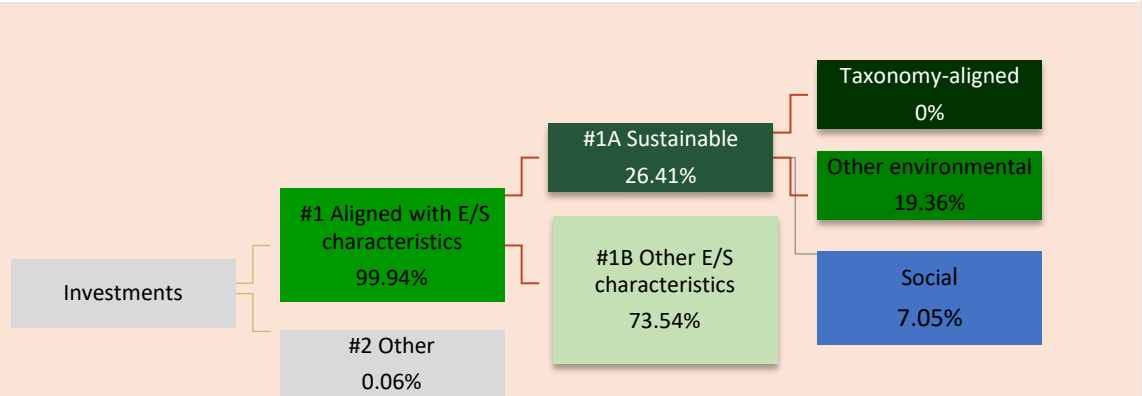 Investments
#1 Aligned with E/S
characteristics
99.94%
#2 Other
0.06%
#1A Sustainable
26.41%
#1B Other E/S
characteristics
73.54%
Taxonomy-aligned
0%
Other environmental
19.36%
Social
7.05%